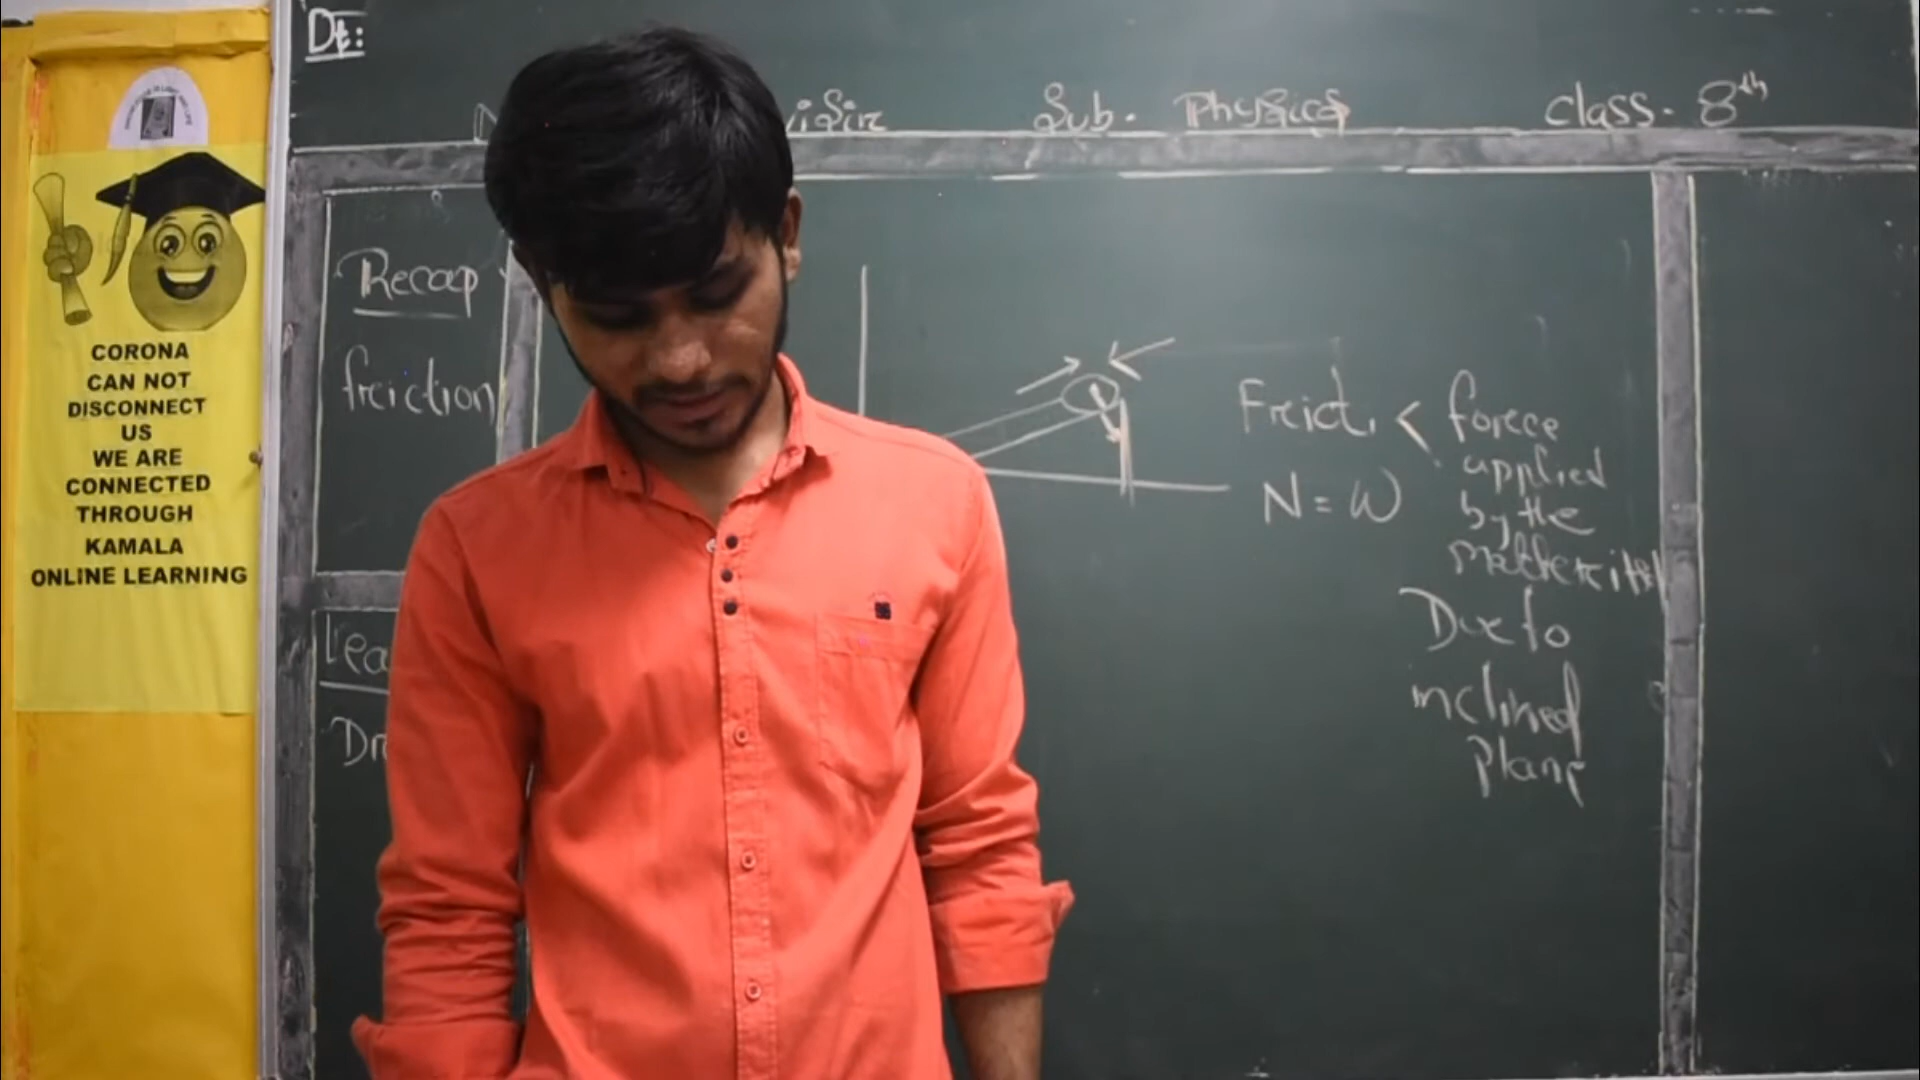 Dt:
Sub. Physics
Class. 8th
CORONA
CAN NOT
DISCONNECT
US
WE ARE
CONNECTED
THROUGH
KAMALA
ONLINE LEARNING
Recap
friction
Frict. < force
applied
by the
N = W
Due to
inclined
plane